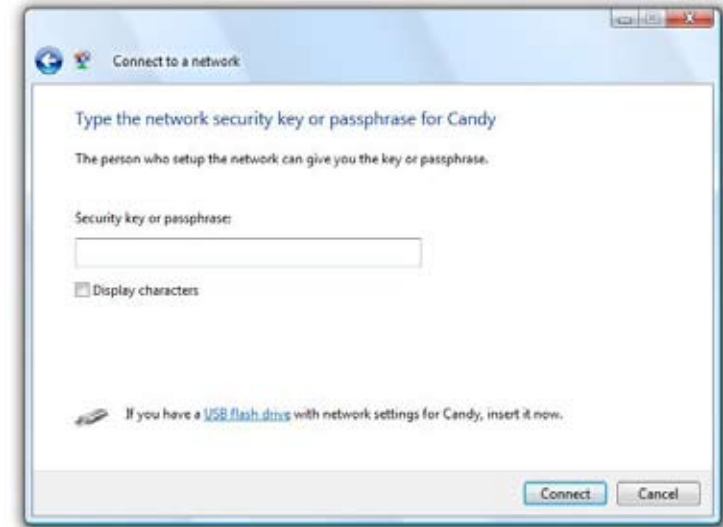 Connect to a network
Type the network security key or passphrase for Candy
The person who setup the network can give you the key or passphrase.
Security key or passphrase:
Display characters
If you have a USB flash drive with network settings for Candy, insert it now.
Connect Cancel